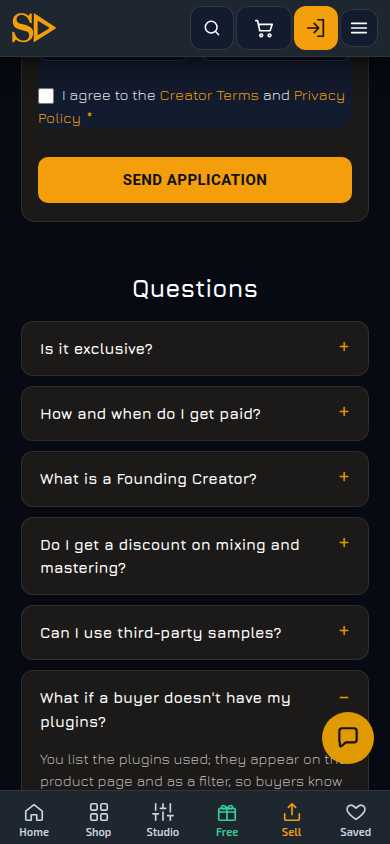 I agree to the Creator Terms and Privacy
Policy *
SEND APPLICATION
Questions
Is it exclusive? +
How and when do I get paid? +
What is a Founding Creator? +
Do I get a discount on mixing and +
mastering?
Can I use third-party samples? +
What if a buyer doesn't have my −
plugins?
You list the plugins used; they appear on
product page and as a filter, so buyers know
Home Shop Studio Free Sell Saved